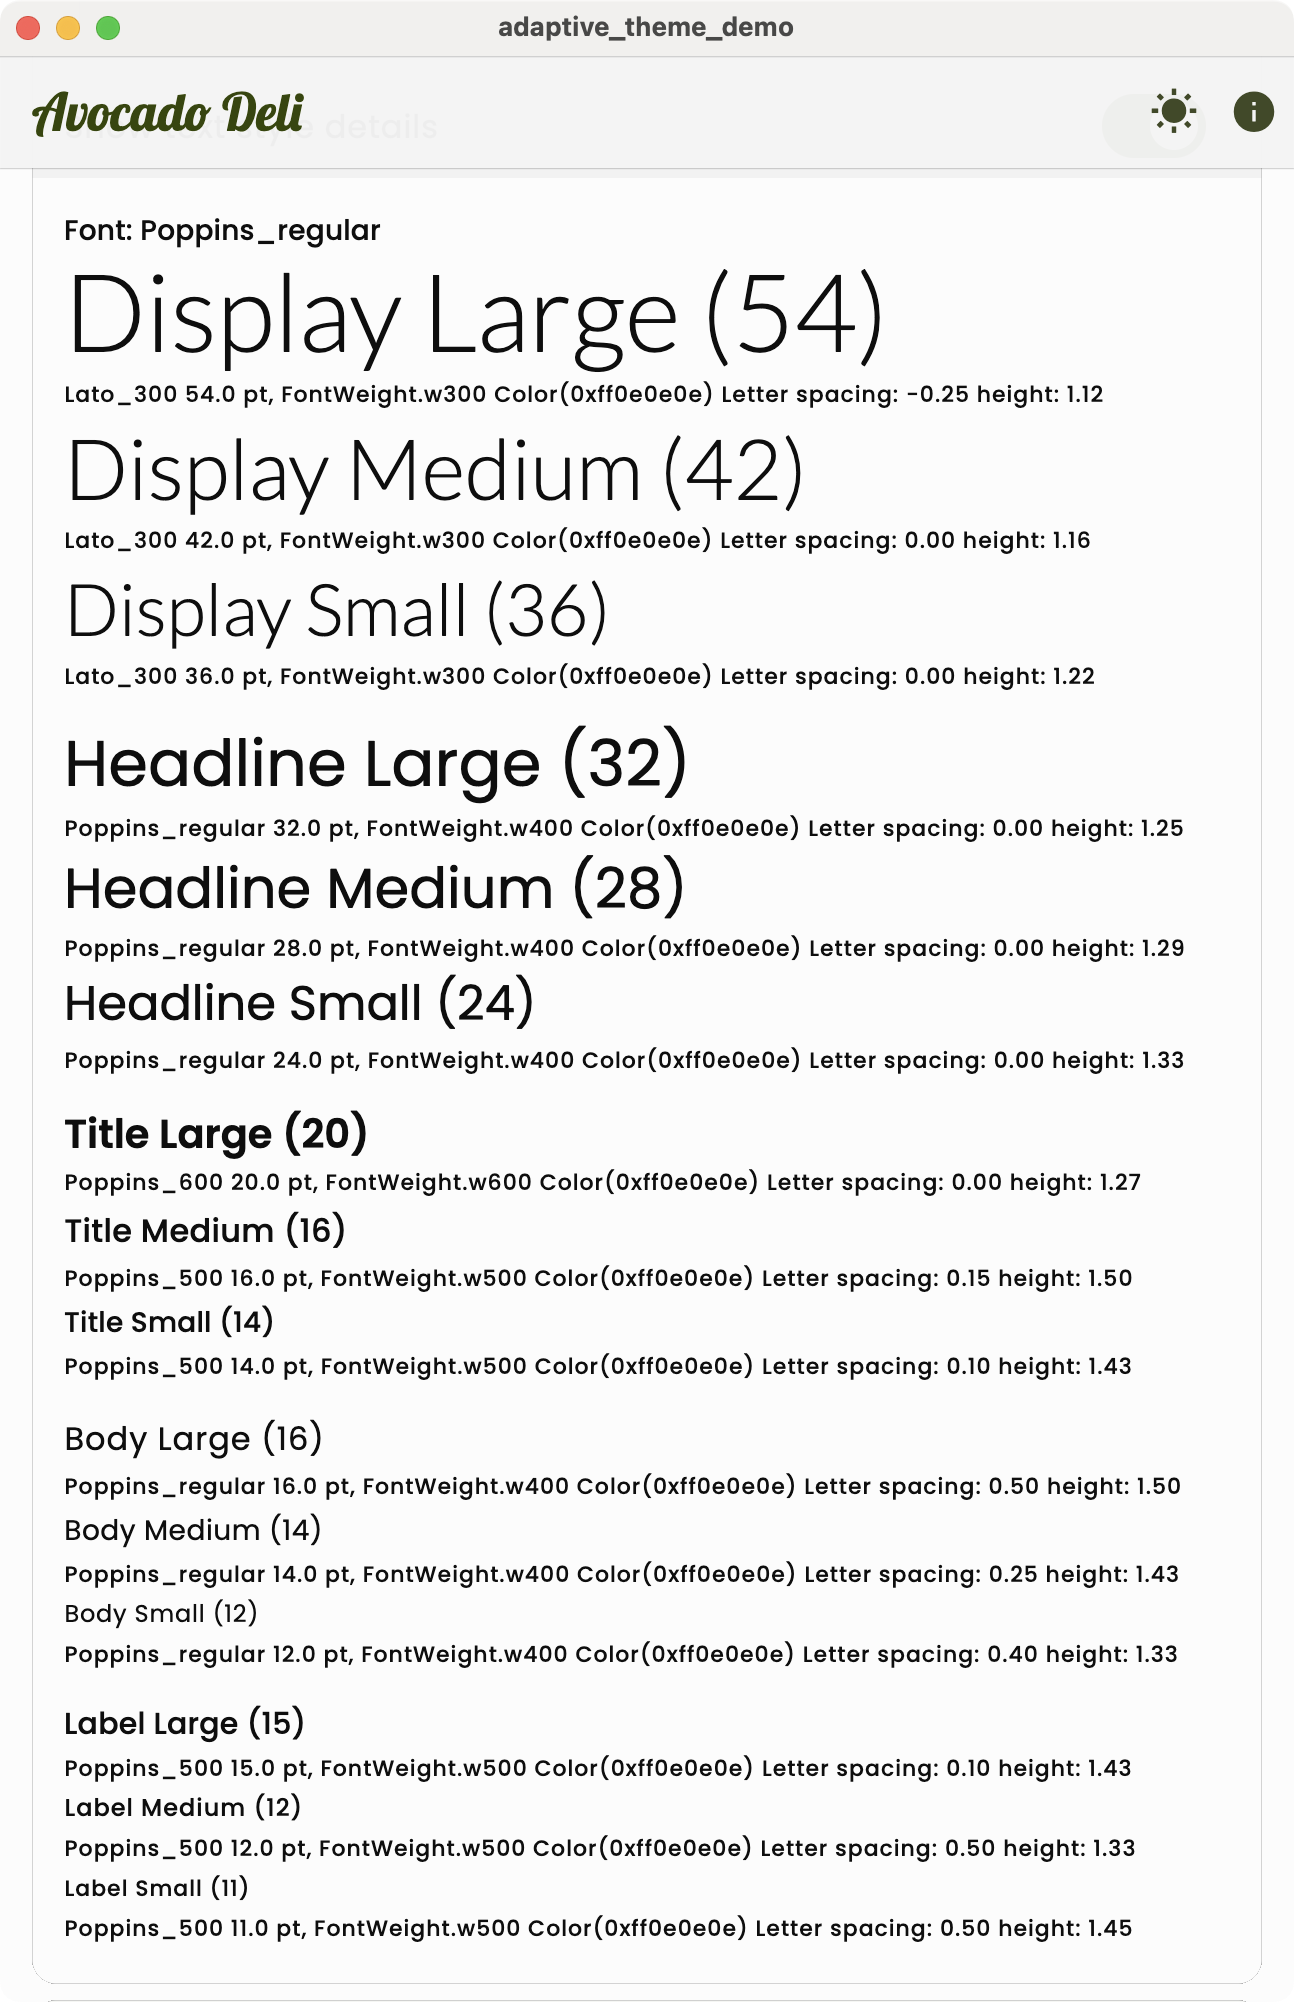 adaptive_theme_demo
Avocado Deli
Show text style details
Font: Poppins_regular
Display Large (54)
Lato_300 54.0 pt, FontWeight.w300 Color(0xff0e0e0e) Letter spacing: -0.25 height: 1.12
Display Medium (42)
Lato_300 42.0 pt, FontWeight.w300 Color(0xff0e0e0e) Letter spacing: 0.00 height: 1.16
Display Small (36)
Lato_300 36.0 pt, FontWeight.w300 Color(0xff0e0e0e) Letter spacing: 0.00 height: 1.22
Headline Large (32)
Poppins_regular 32.0 pt, FontWeight.w400 Color(0xff0e0e0e) Letter spacing: 0.00 height: 1.25
Headline Medium (28)
Poppins_regular 28.0 pt, FontWeight.w400 Color(0xff0e0e0e) Letter spacing: 0.00 height: 1.29
Headline Small (24)
Poppins_regular 24.0 pt, FontWeight.w400 Color(0xff0e0e0e) Letter spacing: 0.00 height: 1.33
Title Large (20)
Poppins_600 20.0 pt, FontWeight.w600 Color(0xff0e0e0e) Letter spacing: 0.00 height: 1.27
Title Medium (16)
Poppins_500 16.0 pt, FontWeight.w500 Color(0xff0e0e0e) Letter spacing: 0.15 height: 1.50
Title Small (14)
Poppins_500 14.0 pt, FontWeight.w500 Color(0xff0e0e0e) Letter spacing: 0.10 height: 1.43
Body Large (16)
Poppins_regular 16.0 pt, FontWeight.w400 Color(0xff0e0e0e) Letter spacing: 0.50 height: 1.50
Body Medium (14)
Poppins_regular 14.0 pt, FontWeight.w400 Color(0xff0e0e0e) Letter spacing: 0.25 height: 1.43
Body Small (12)
Poppins_regular 12.0 pt, FontWeight.w400 Color(0xff0e0e0e) Letter spacing: 0.40 height: 1.33
Label Large (15)
Poppins_500 15.0 pt, FontWeight.w500 Color(0xff0e0e0e) Letter spacing: 0.10 height: 1.43
Label Medium (12)
Poppins_500 12.0 pt, FontWeight.w500 Color(0xff0e0e0e) Letter spacing: 0.50 height: 1.33
Label Small (11)
Poppins_500 11.0 pt, FontWeight.w500 Color(0xff0e0e0e) Letter spacing: 0.50 height: 1.45